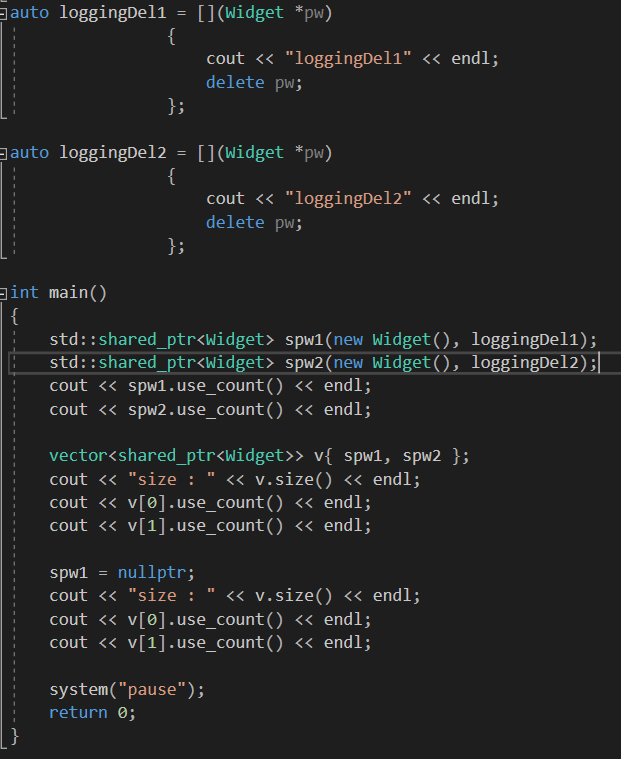 auto loggingDel1 = [](Widget *pw)
{
cout << "loggingDel1" << endl;
delete pw;
};
auto loggingDel2 = [](Widget *pw)
{
cout << "loggingDel2" << endl;
delete pw;
};
int main()
{
std::shared_ptr<Widget> spw1(new Widget(), loggingDel1);
std::shared_ptr<Widget> spw2(new Widget(), loggingDel2);
cout << spw1.use_count() << endl;
cout << spw2.use_count() << endl;
vector<shared_ptr<Widget>> v{ spw1, spw2 };
cout << "size : " << v.size() << endl;
cout << v[0].use_count() << endl;
cout << v[1].use_count() << endl;
spw1 = nullptr;
cout << "size : " << v.size() << endl;
cout << v[0].use_count() << endl;
cout << v[1].use_count() << endl;
system("pause");
return 0;
}